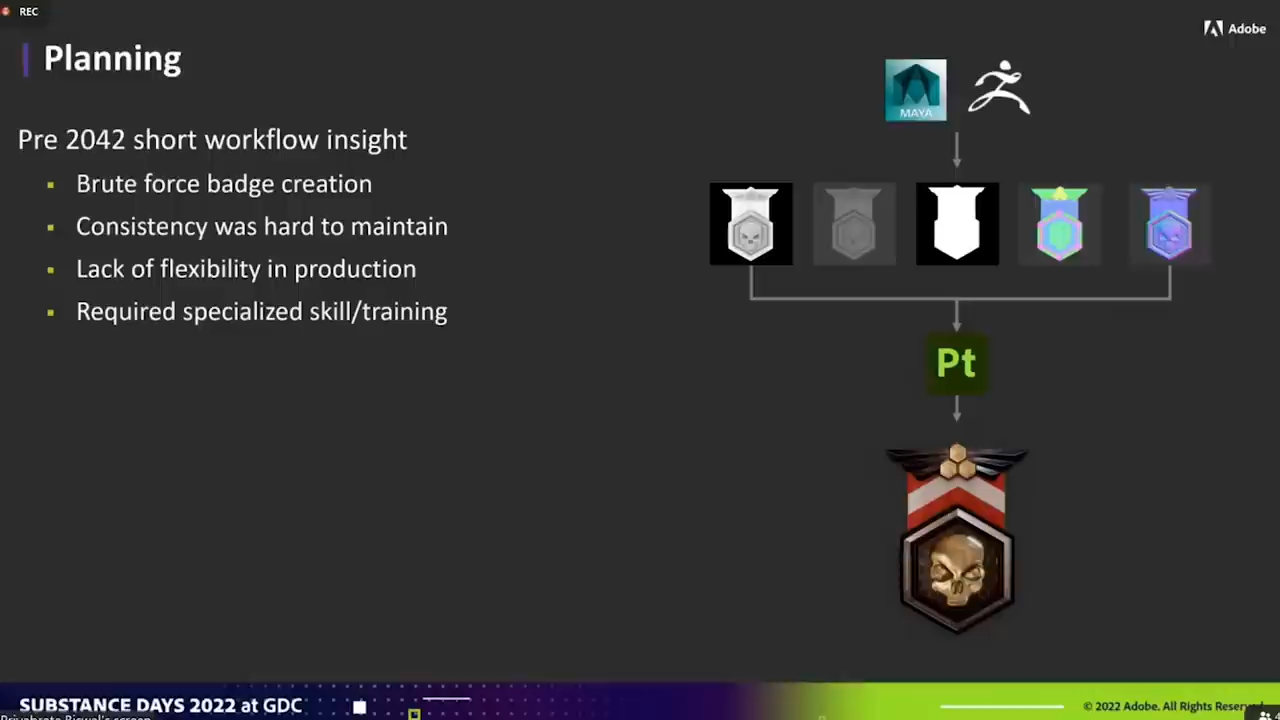 REC
Adobe
Planning
MAYA
Pre 2042 short workflow insight
Brute force badge creation
Consistency was hard to maintain
Lack of flexibility in production
Required specialized skill/training
Pt
SUBSTANCE DAYS 2022 at GDC
© 2022 Adobe. All Rights
screen